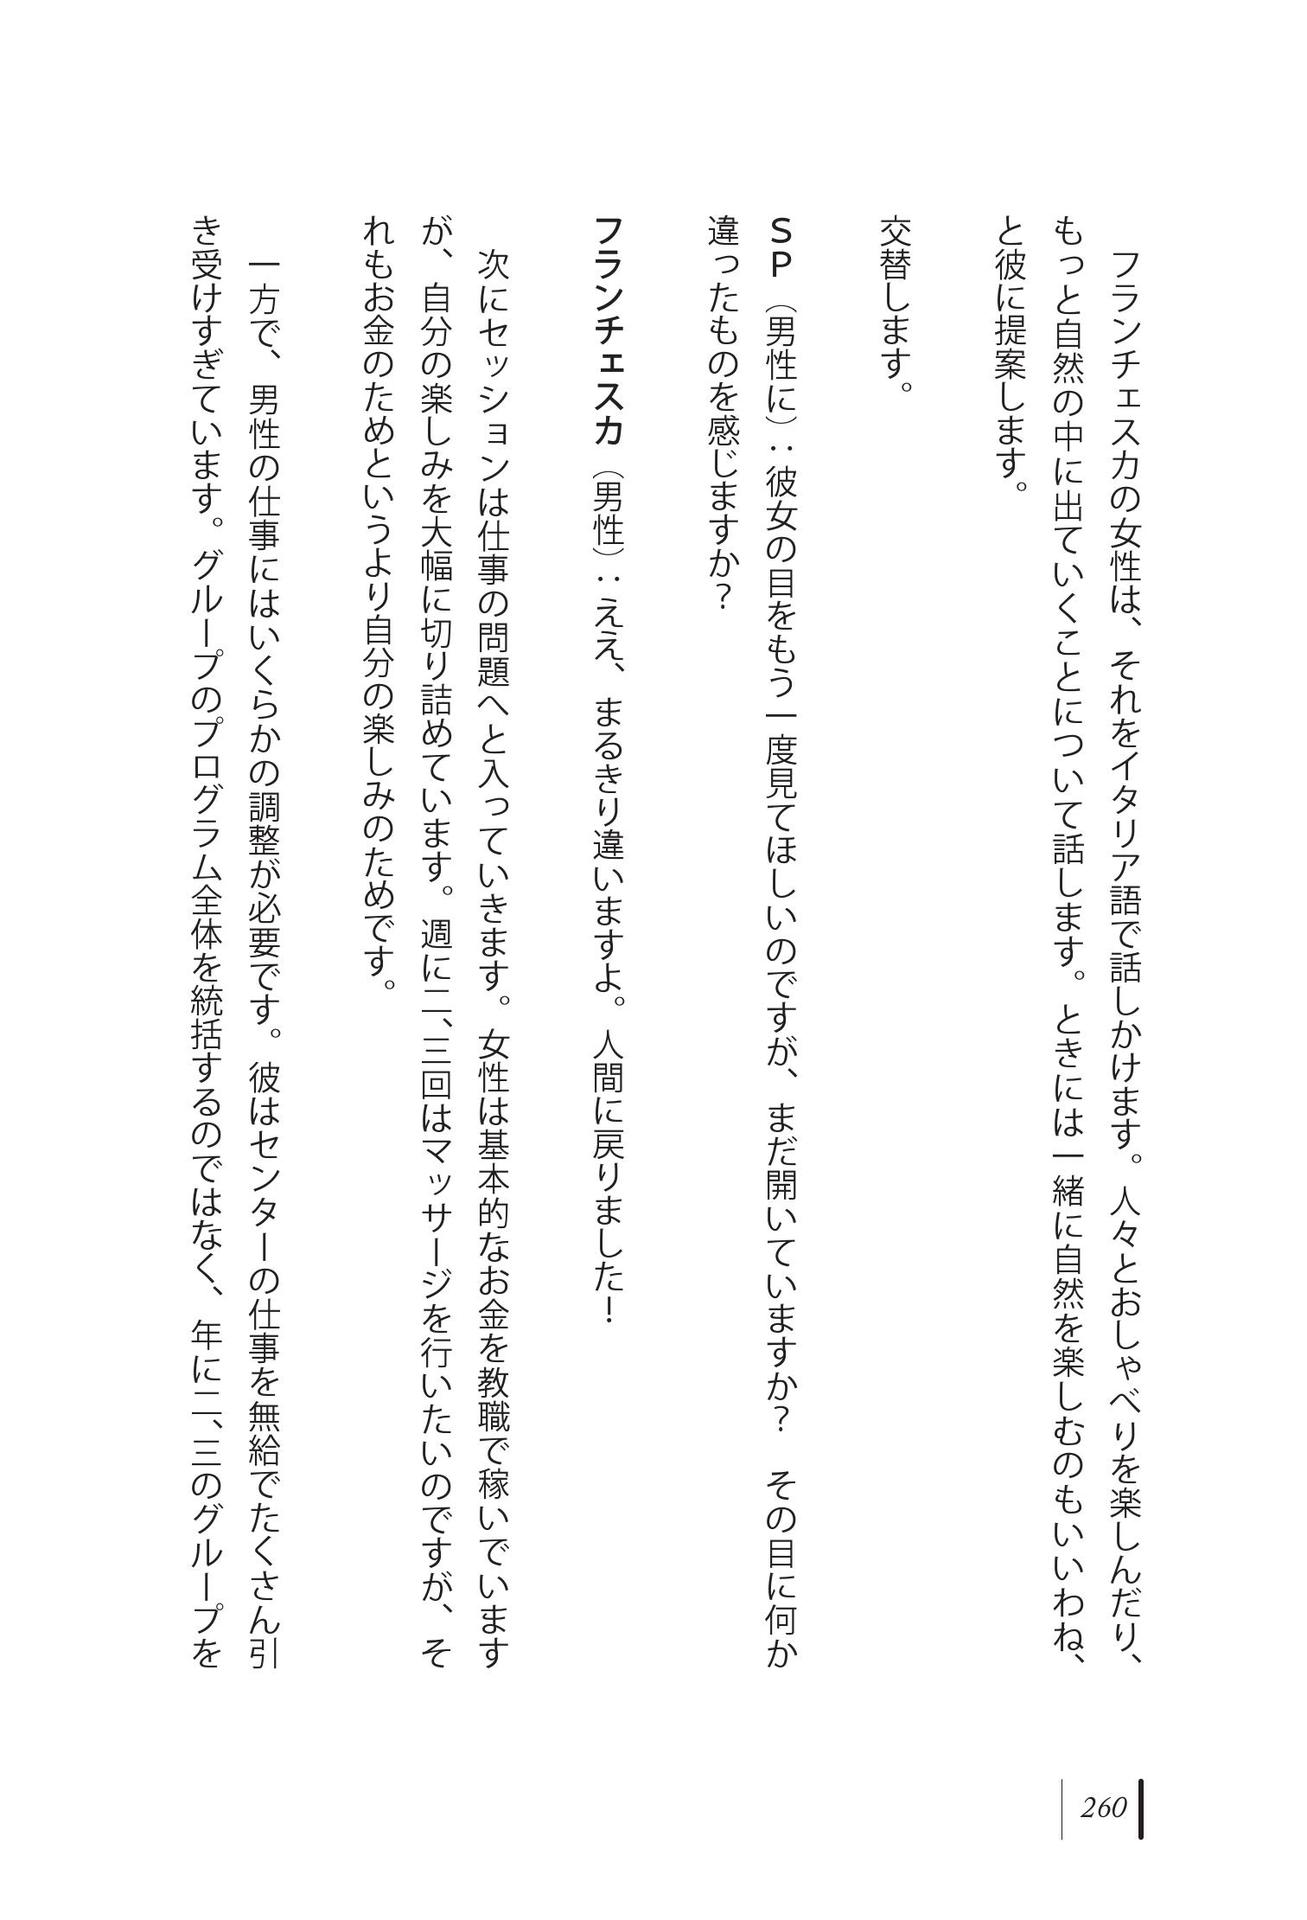 フランチェスカの女性は、それをイタリア語で話しかけます。人々とおしゃべりを楽しんだり、
もっと自然の中に出ていくことについて話します。ときには一緒に自然を楽しむのもいいわね、
と彼に提案します。
交替します。
ＳＰ（男性に）：彼女の目をもう一度見てほしいのですが、まだ開いていますか？　その目に何か
違ったものを感じますか？
フランチェスカ（男性）：ええ、まるきり違いますよ。人間に戻りました！
次にセッションは仕事の問題へと入っていきます。女性は基本的なお金を教職で稼いでいます
が、自分の楽しみを大幅に切り詰めています。週に二、三回はマッサージを行いたいのですが、そ
れもお金のためというより自分の楽しみのためです。
一方で、男性の仕事にはいくらかの調整が必要です。彼はセンターの仕事を無給でたくさん引
き受けすぎています。グループのプログラム全体を統括するのではなく、年に二、三のグループを
260